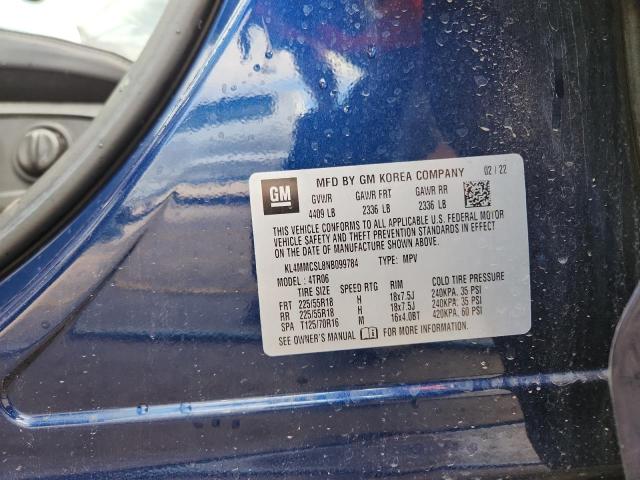 GM MFD BY GM KOREA COMPANY 02 / 22
GVWR GAWR FRT GAWR RR
4409 LB 2336 LB 2336 LB
THIS VEHICLE CONFORMS TO ALL APPLICABLE U.S. FEDERAL MOTOR
VEHICLE SAFETY AND THEFT PREVENTION STANDARDS IN EFFECT
ON THE DATE OF MANUFACTURE SHOWN ABOVE.
KL4MMCSL8NB099784 TYPE: MPV
MODEL : 4TR06
TIRE SIZE SPEED RTG RIM COLD TIRE PRESSURE
FRT 225/55R18 H 18x7.5J 240KPA, 35 PSI
RR 225/55R18 H 18x7.5J 240KPA, 35 PSI
SPA T125/70R16 M 16x4.0BT 420KPA, 60 PSI
SEE OWNER'S MANUAL FOR MORE INFORMATION.